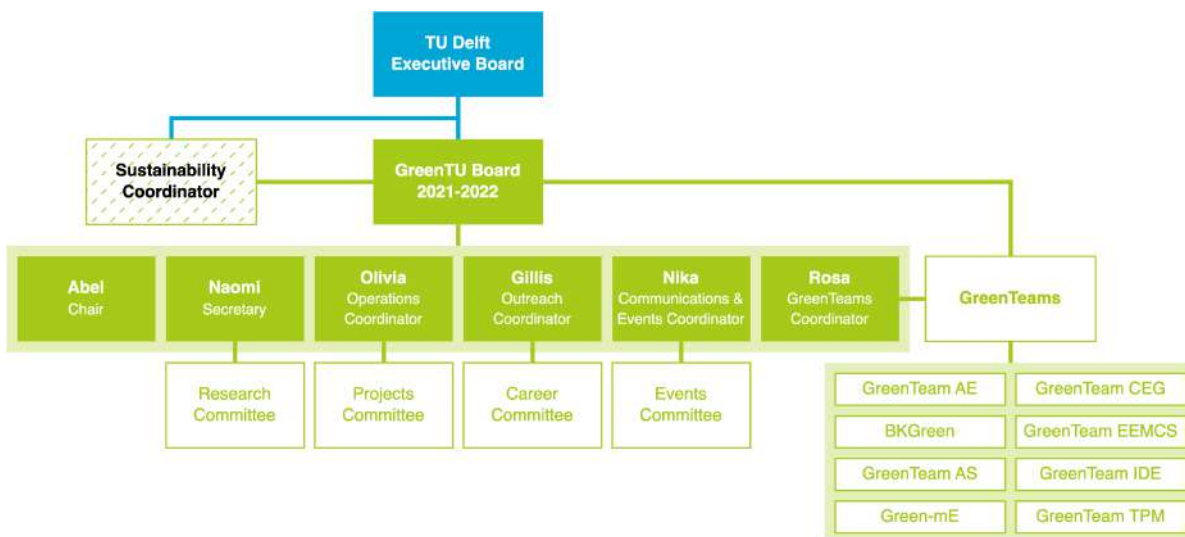 TU Delft
Executive Board
Sustainability
Coordinator
GreenTU Board
2021-2022
Abel
Chair
Naomi
Secretary
Olivia
Operations
Coordinator
Gillis
Outreach
Coordinator
Nika
Communications &
Events Coordinator
Rosa
GreenTeams
Coordinator
GreenTeams
Research
Committee
Projects
Committee
Career
Committee
Events
Committee
GreenTeam AE
GreenTeam CEG
BKGreen
GreenTeam EEMCS
GreenTeam AS
GreenTeam IDE
Green-mE
GreenTeam TPM